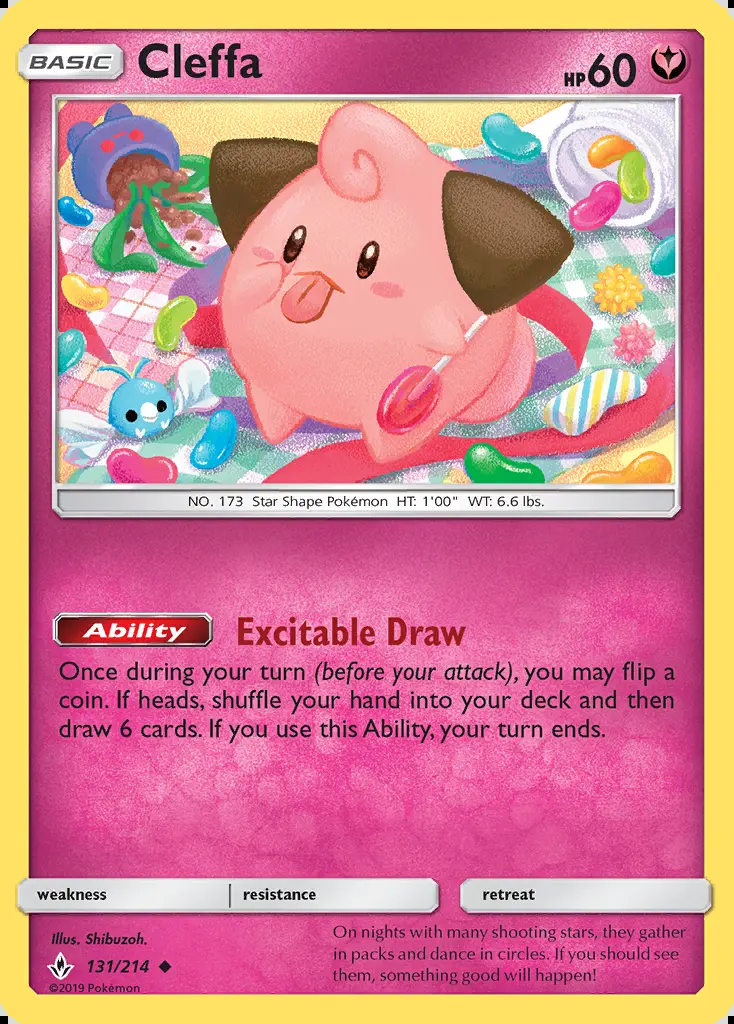 BASIC Cleffa HP60
NO. 173 Star Shape Pokémon HT: 1'00" WT: 6.6 lbs.
Ability Excitable Draw
Once during your turn (before your attack), you may flip a
coin. If heads, shuffle your hand into your deck and then
draw 6 cards. If you use this Ability, your turn ends.
weakness resistance retreat
Illus. Shibuzoh.
131/214
©2019 Pokémon
On nights with many shooting stars, they gather
in packs and dance in circles. If you should see
them, something good will happen!